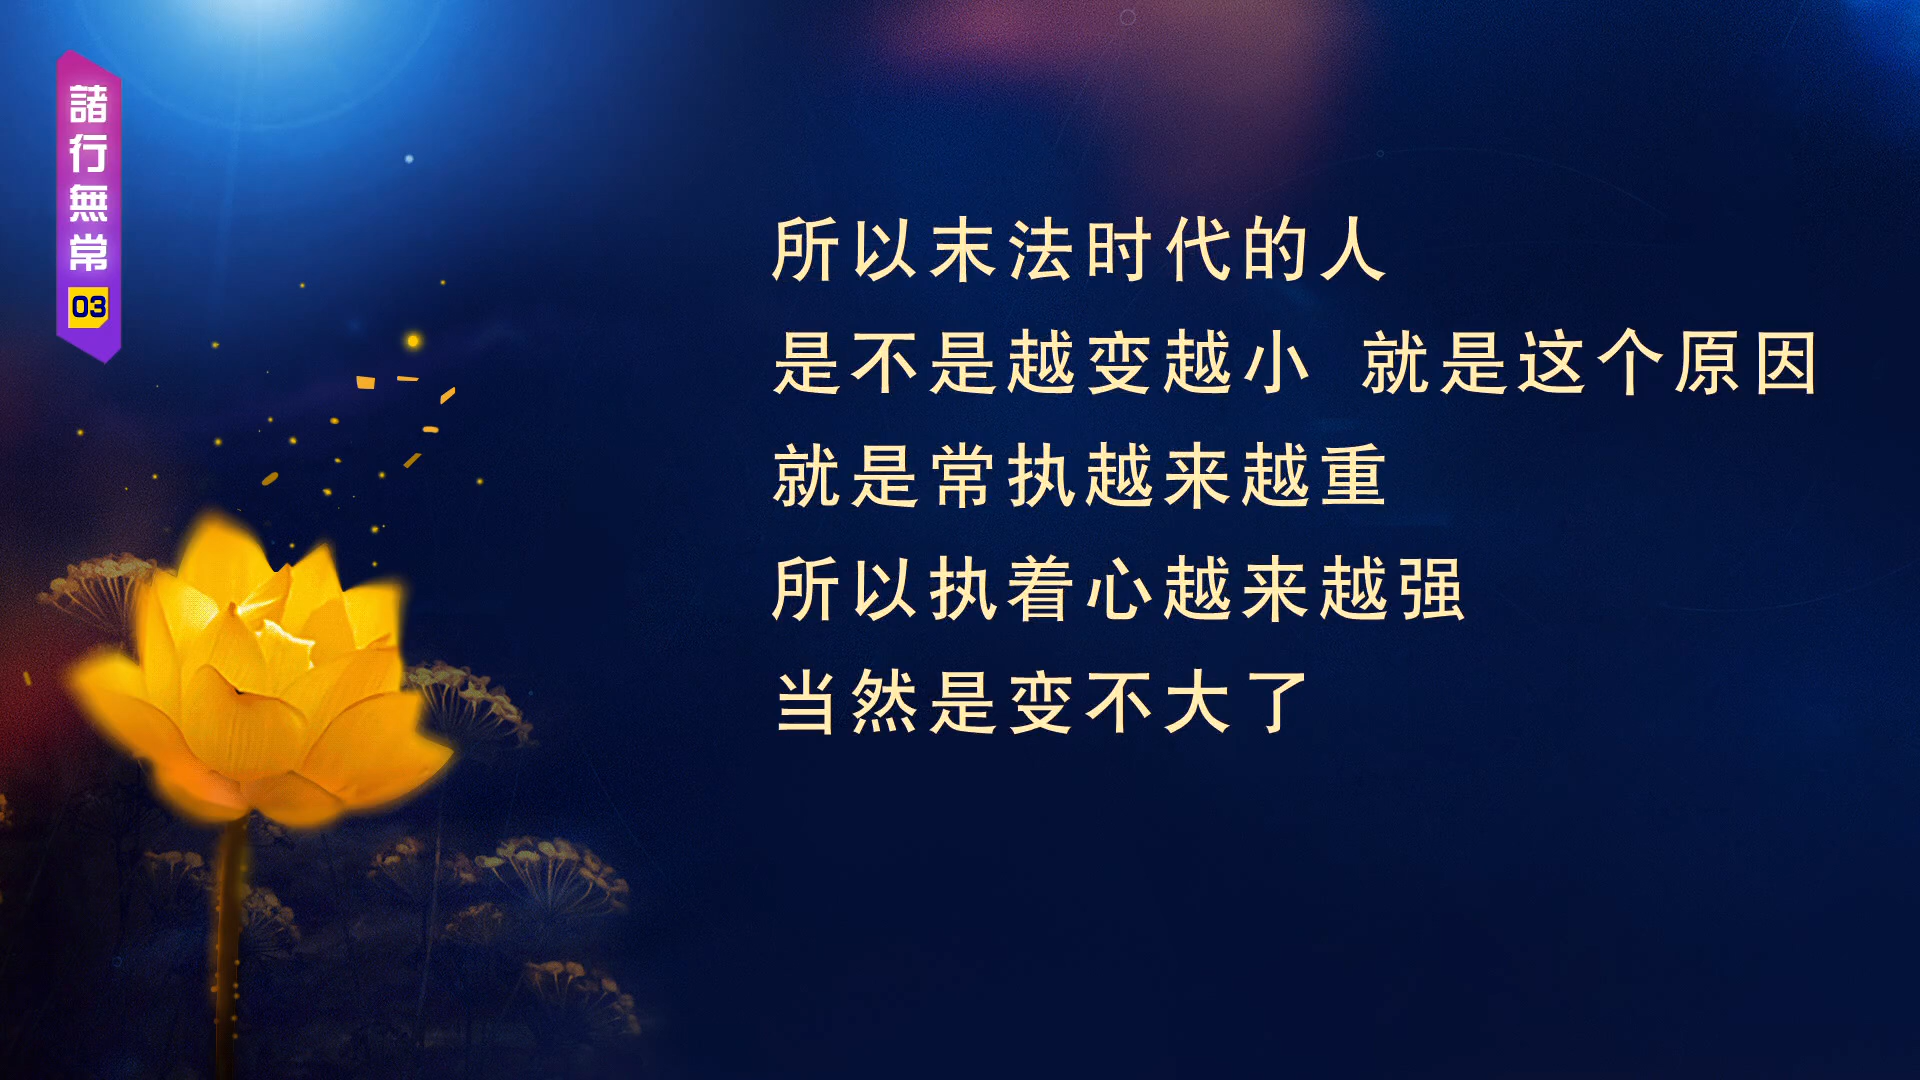 諸行無常
03
所以末法时代的人
是不是越变越小 就是这个原因
就是常执越来越重
所以执着心越来越强
当然是变不大了